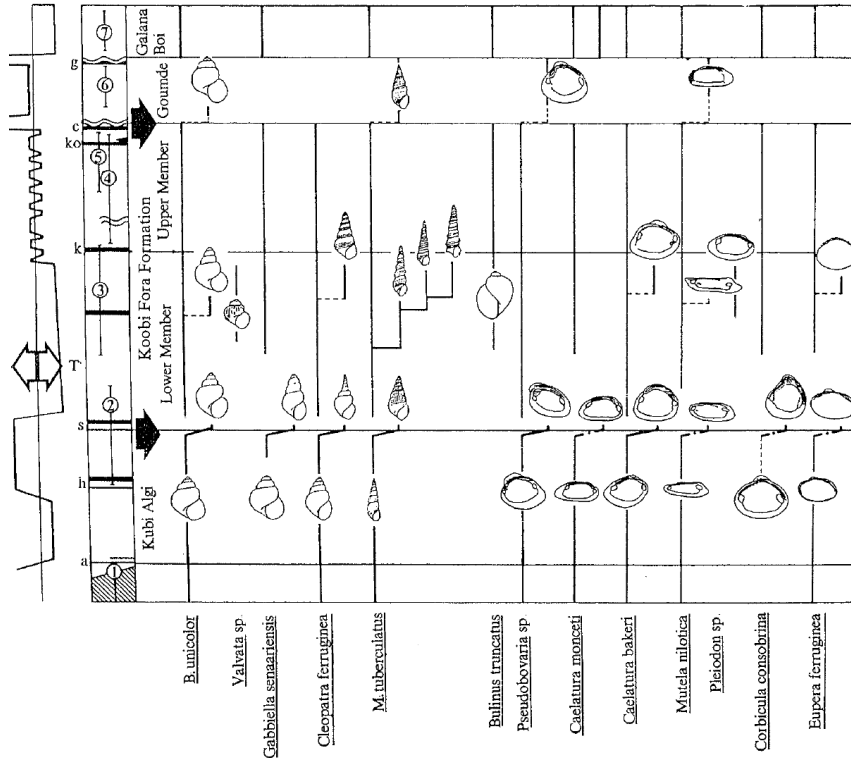 7
6
5
4
3
2
1
g
c
ko
k
T
s
h
a
Galana
Boi
Goumde
Koobi Fora Formation
Upper Member
Lower Member
Kubi Algi
B. unicolor
Valvata sp.
Gabbiella senaariensis
Cleopatra ferruginea
M. tuberculatus
Bulinus truncatus
Pseudobovaria sp.
Caelatura monceti
Caelatura bakeri
Mutela nilotica
Pleiodon sp.
Corbicula consobrina
Eupera ferruginea